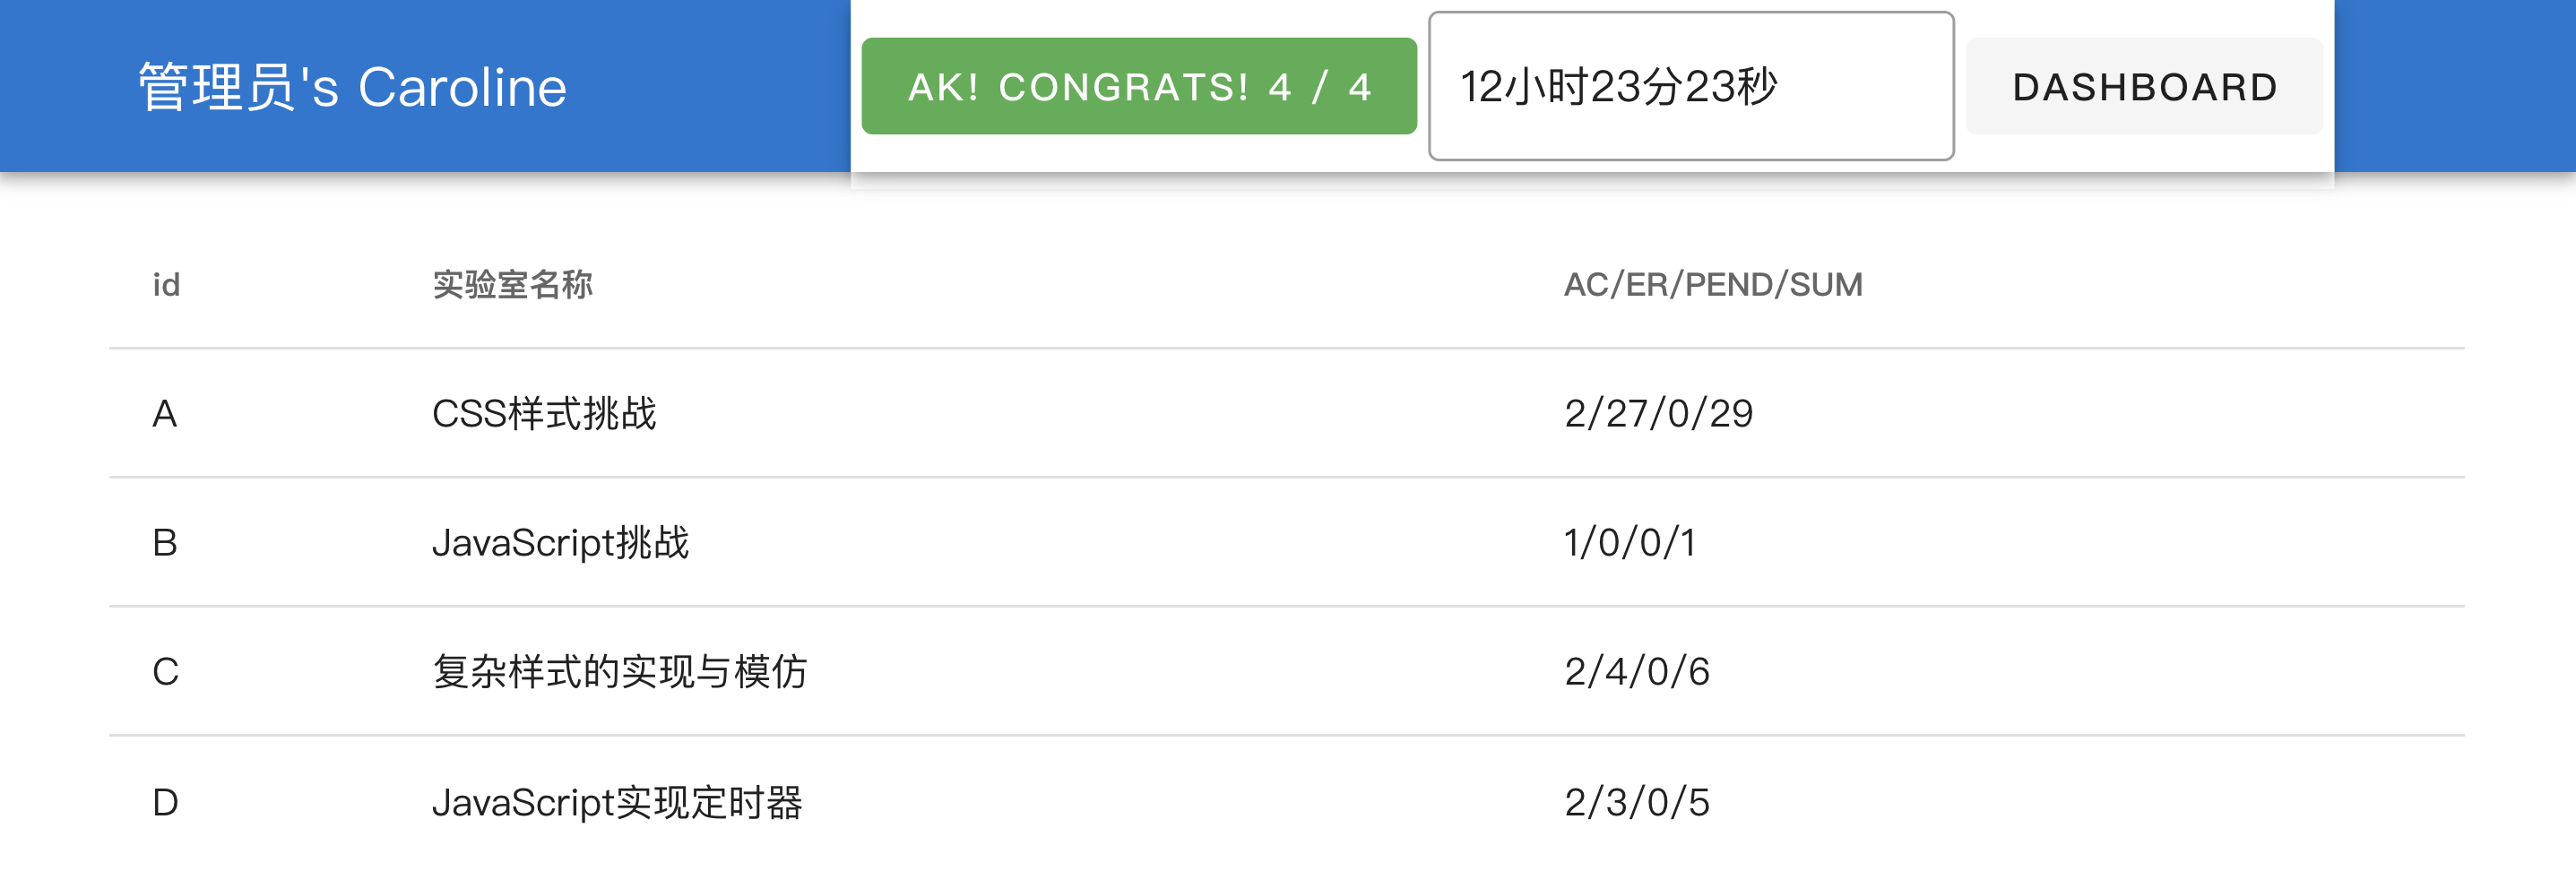 管理员's Caroline AK! CONGRATS! 4 / 4 12小时23分23秒 DASHBOARD
id 实验室名称 AC/ER/PEND/SUM
A CSS样式挑战 2/27/0/29
B JavaScript挑战 1/0/0/1
C 复杂样式的实现与模仿 2/4/0/6
D JavaScript实现定时器 2/3/0/5